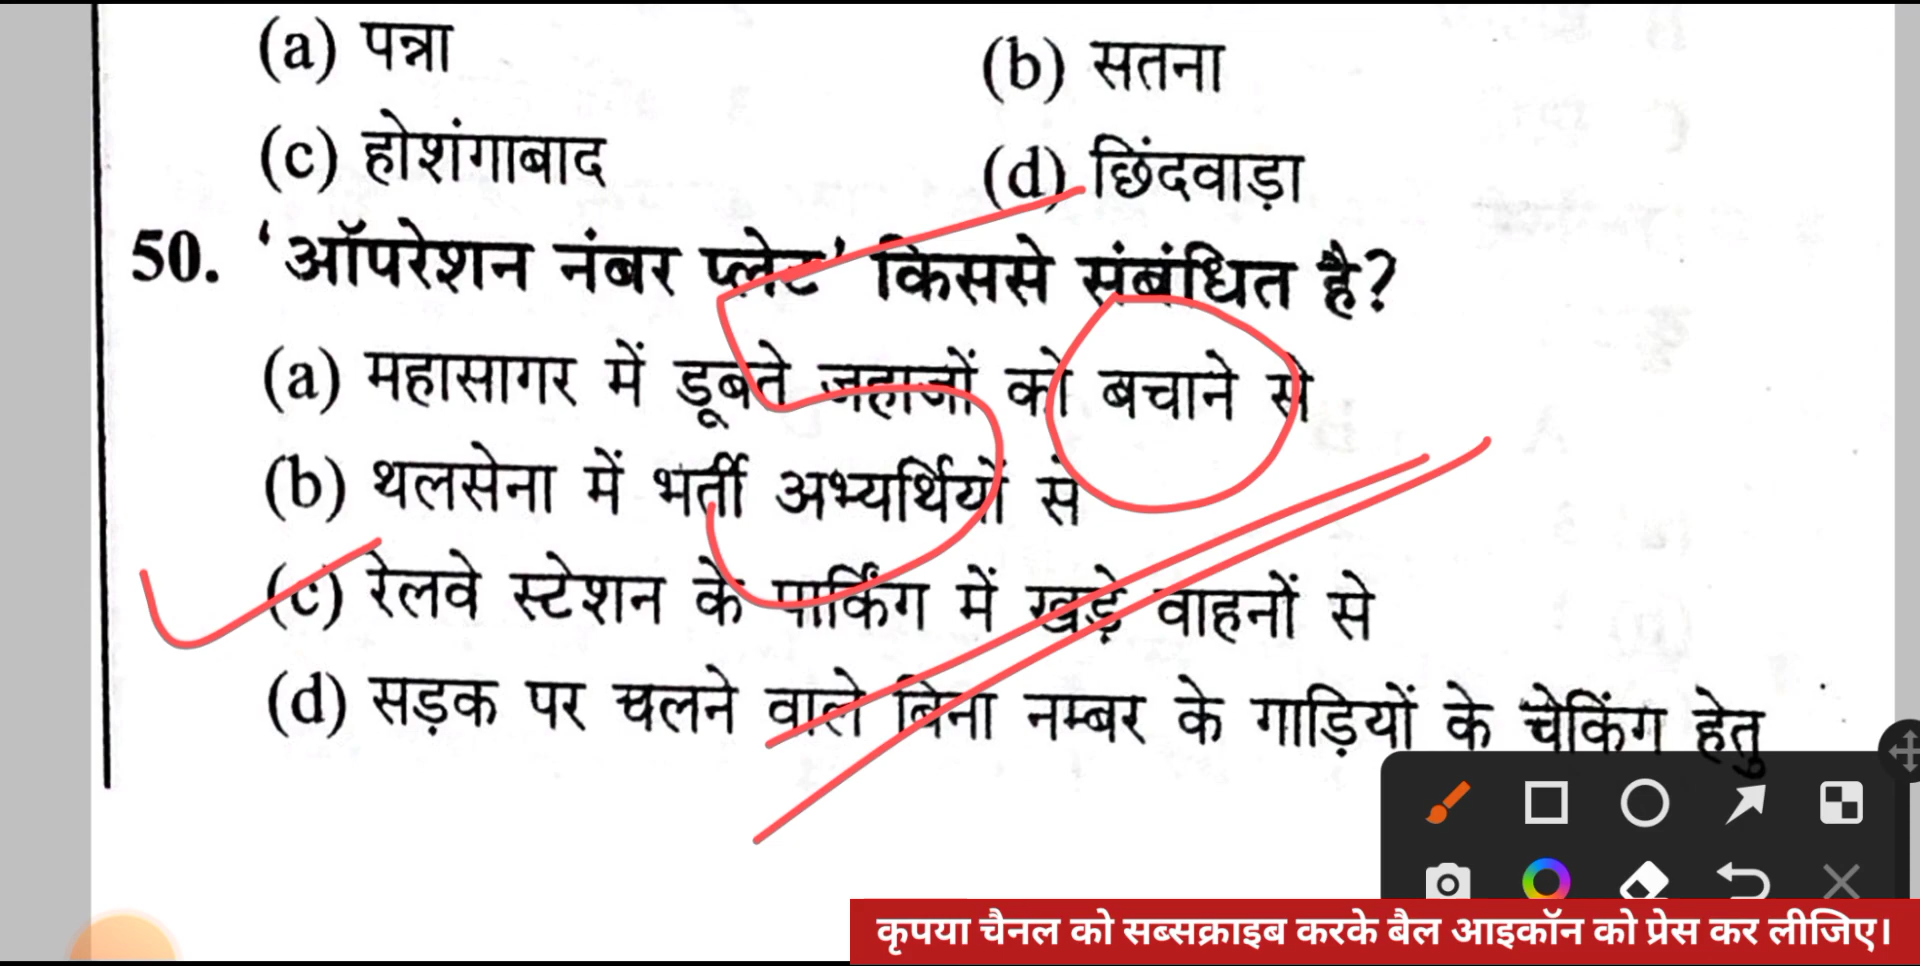 (a) पन्ना (b) सतना
(c) होशंगाबाद (d) छिंदवाड़ा
50. 'ऑपरेशन नंबर प्लेट' किससे संबंधित है?
(a) महासागर में डूबते जहाजों को बचाने से
(b) थलसेना में भर्ती अभ्यर्थियों से
(c) रेलवे स्टेशन के पार्किंग में खड़े वाहनों से
(d) सड़क पर चलने वाले बिना नम्बर के गाड़ियों के चेकिंग हेतु
कृपया चैनल को सब्सक्राइब करके बैल आइकॉन को प्रेस कर लीजिए।